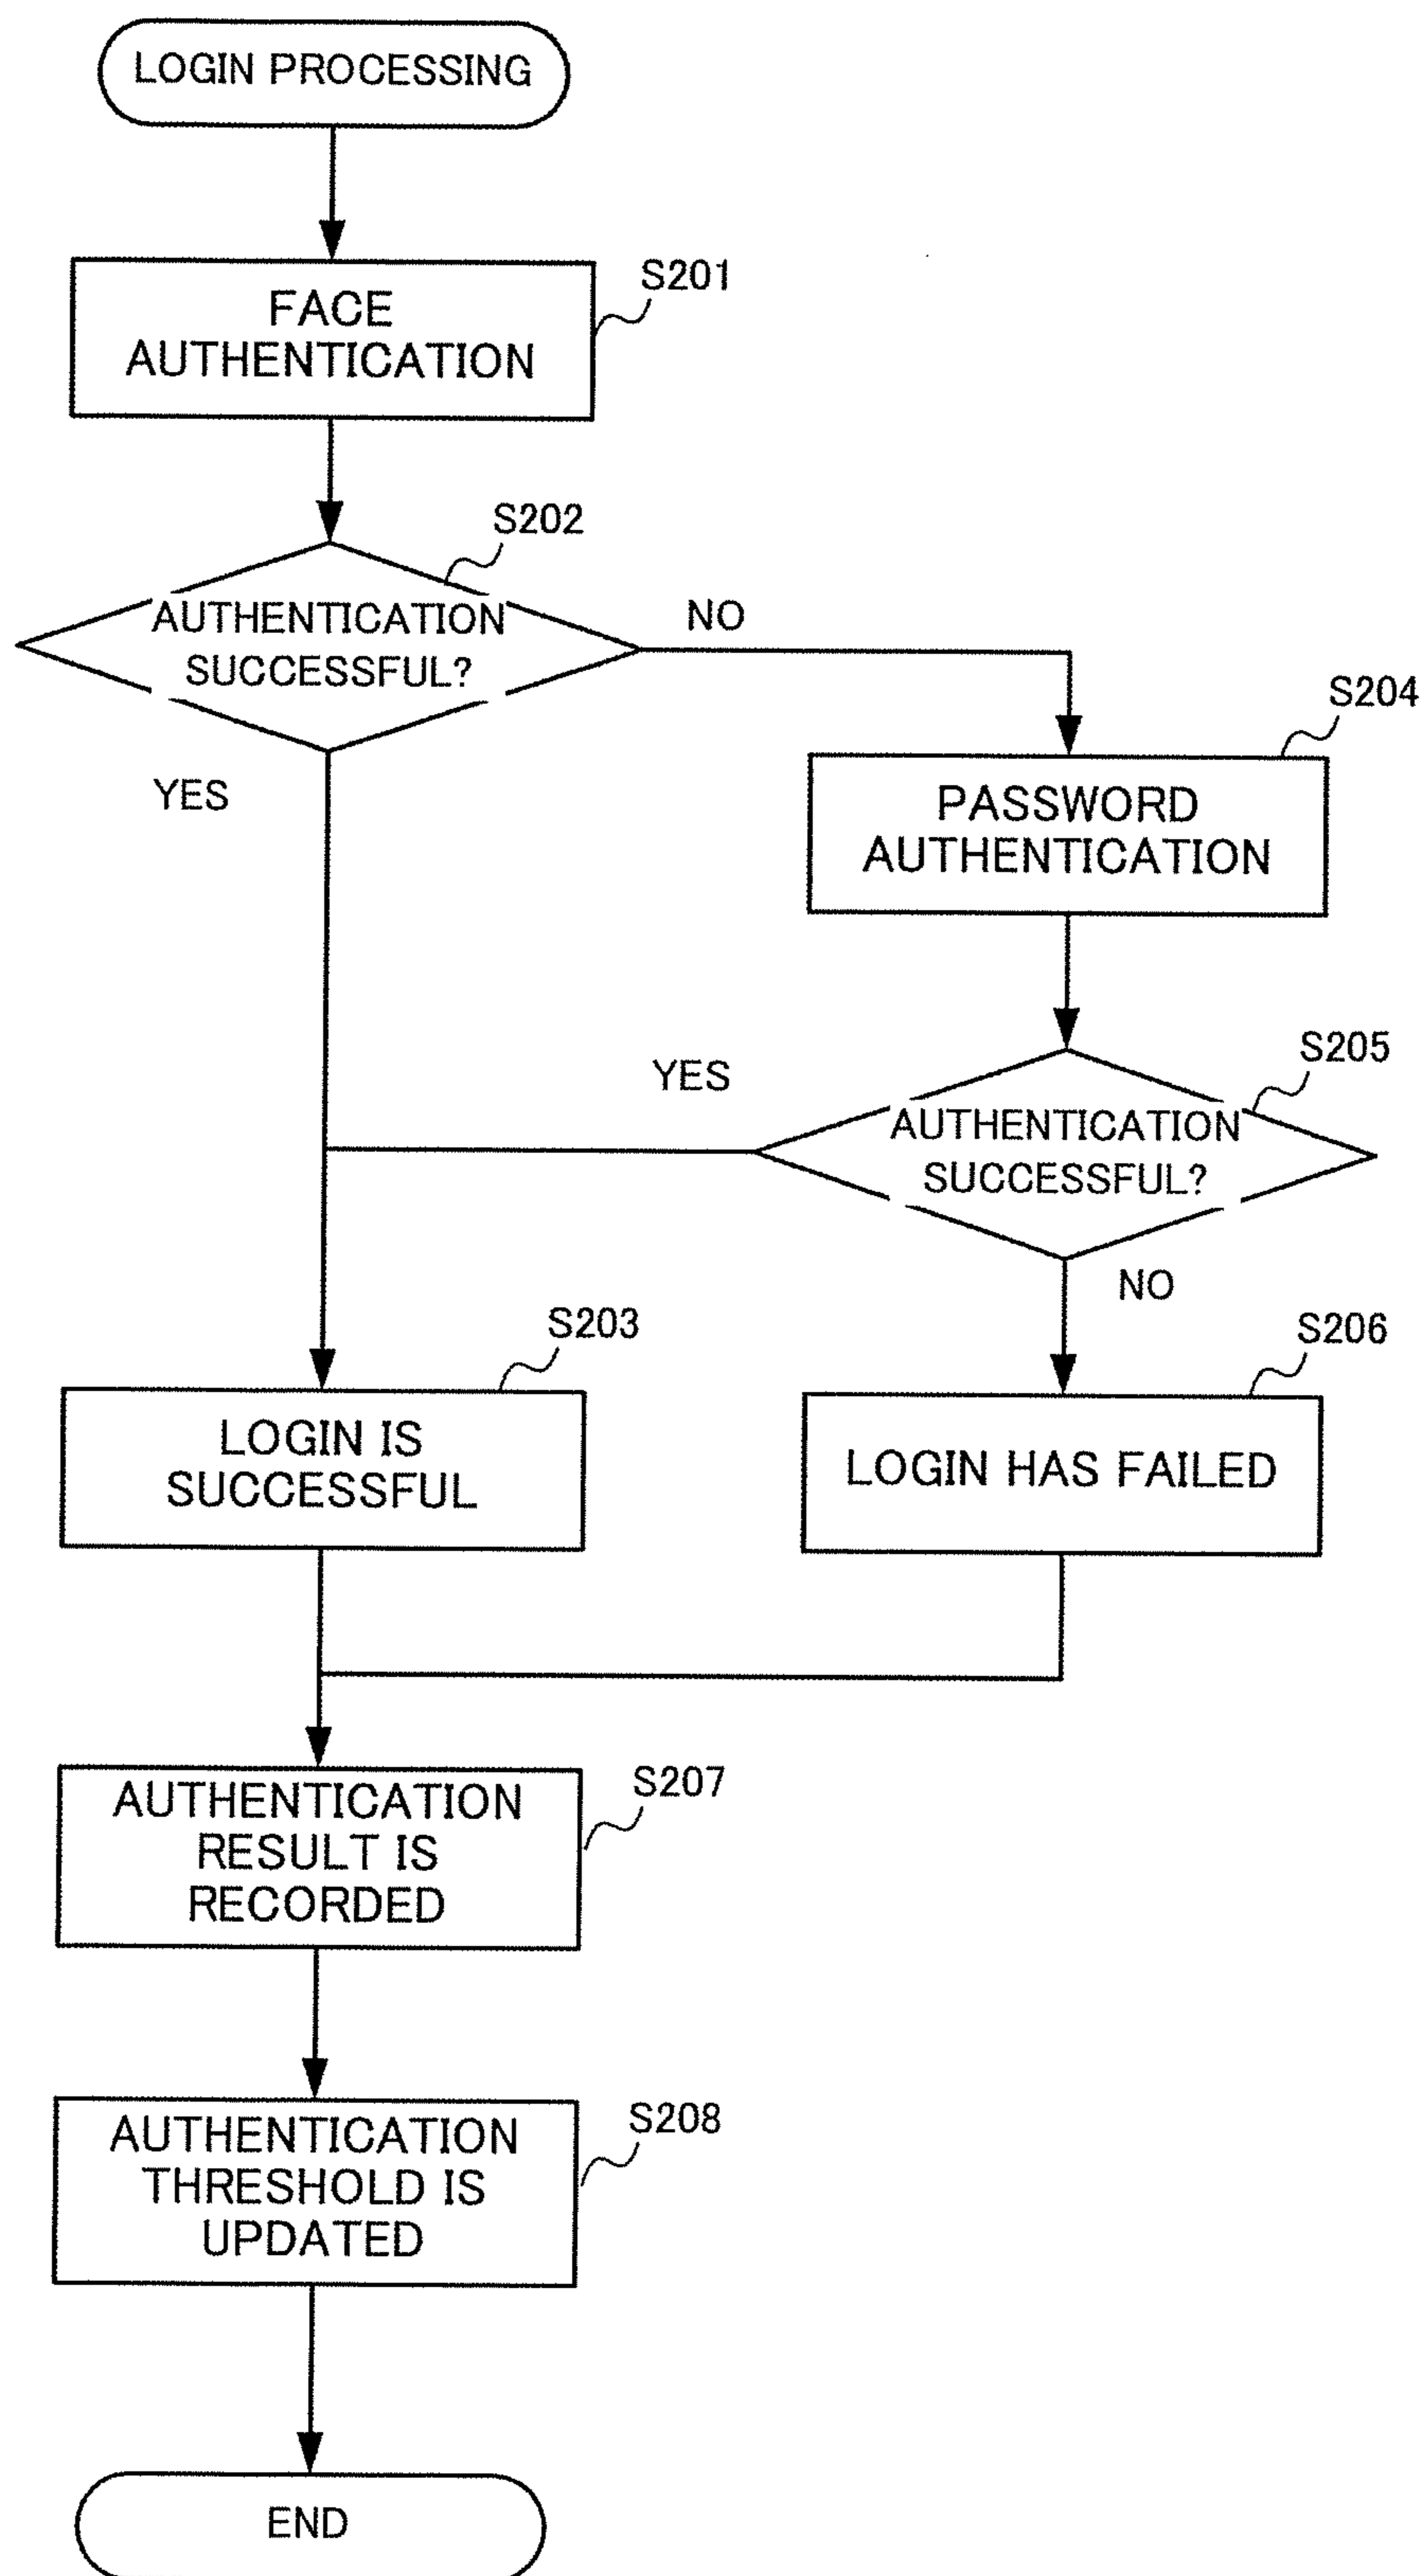 LOGIN PROCESSING
S201
FACE
AUTHENTICATION
S202
AUTHENTICATION
SUCCESSFUL?
NO
YES
S204
PASSWORD
AUTHENTICATION
S205
YES
AUTHENTICATION
SUCCESSFUL?
NO
S203
LOGIN IS
SUCCESSFUL
S206
LOGIN HAS FAILED
S207
AUTHENTICATION
RESULT IS
RECORDED
S208
AUTHENTICATION
THRESHOLD IS
UPDATED
END